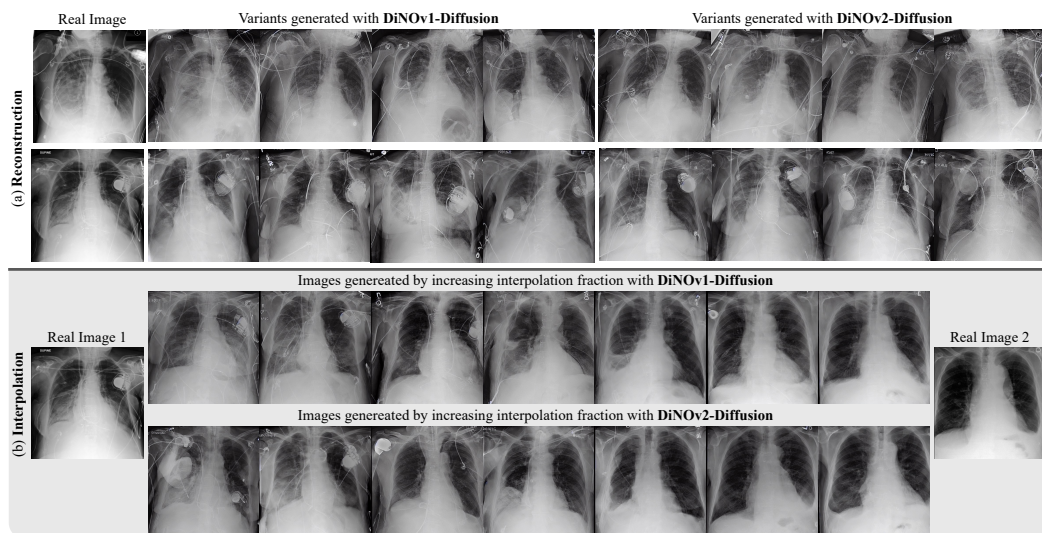 Real Image
Variants generated with DiNOv1-Diffusion
Variants generated with DiNOv2-Diffusion
(a) Reconstruction
Images genereated by increasing interpolation fraction with DiNOv1-Diffusion
Real Image 1
Real Image 2
(b) Interpolation
Images genereated by increasing interpolation fraction with DiNOv2-Diffusion